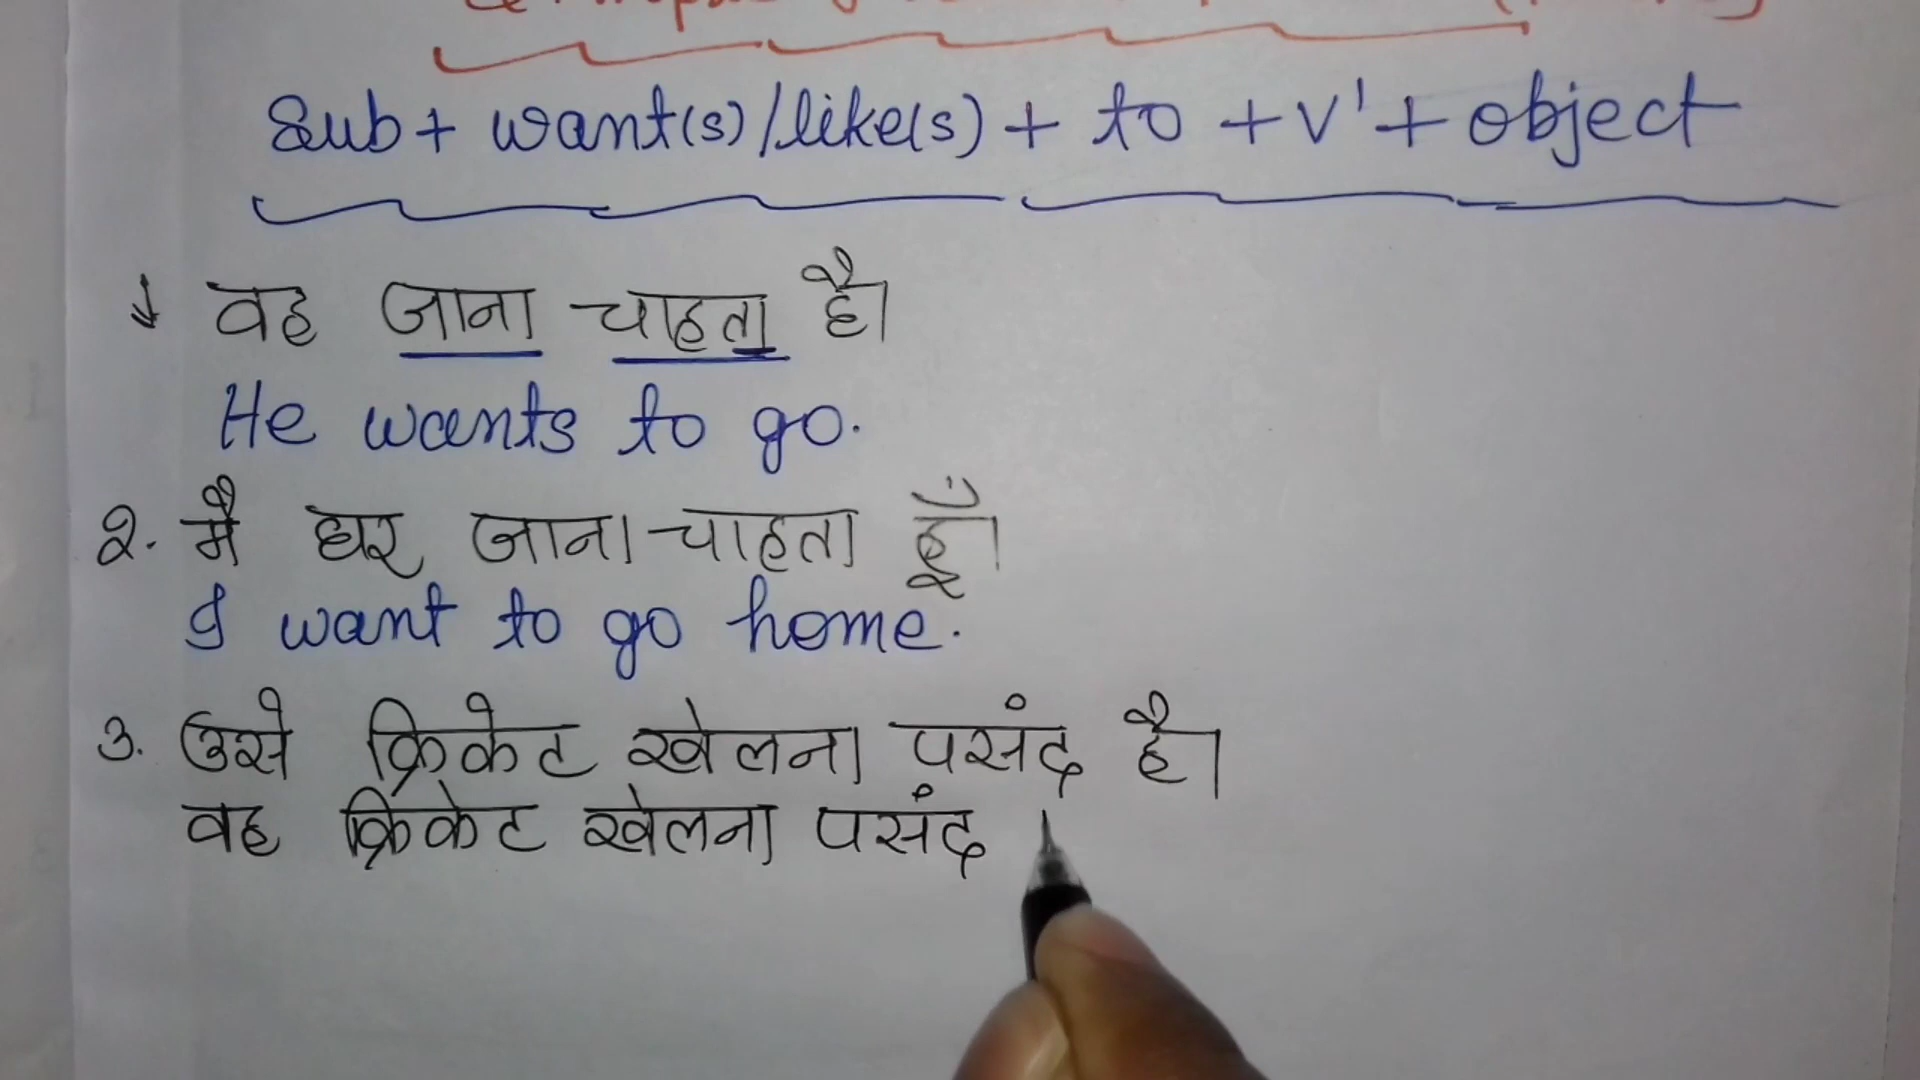 Sub + want(s)/like(s) + to + V¹ + object
1. वह जाना चाहता है।
He wants to go.
2. मै घर जाना चाहता हूँ।
I want to go home.
3. उसे क्रिकेट खेलना पसंद है।
वह क्रिकेट खेलना पसंद